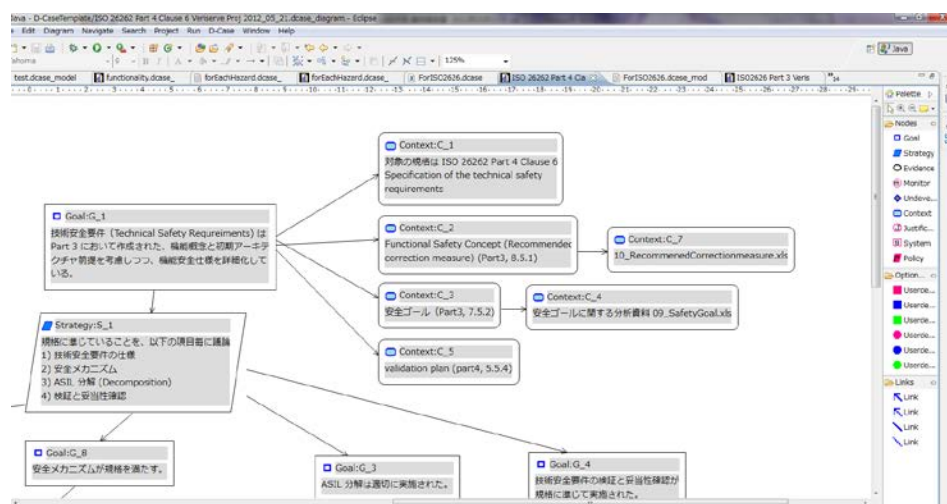 Java - D-CaseTemplate/ISO 26262 Part 4 Clause 6 Veriserve Proj 2012_05_21.dcase_diagram - Eclipse
Edit Diagram Navigate Search Project Run D-Case Window Help
125%
Java
test.dcase_model
functionality.dcase_
forEachHazard.dcase_
forEachHazard.dcase_
ForISO2626.dcase
ISO 26262 Part 4 Cla
ForISO2626.dcase_mod
ISO2626 Part 3 Veris
Palette
Nodes
Goal
Strategy
Evidence
Monitor
Undeve...
Context
Justific...
System
Policy
Option...
Userde...
Userde...
Userde...
Userde...
Userde...
Userde...
Links
Link
Link
Link
Link
Context:C_1
対象の規格は ISO 26262 Part 4 Clause 6
Specification of the technical safety
requirements
Goal:G_1
技術安全要件 (Technical Safety Requreiments) は
Part 3 において作成された、機能概念と初期アーキテ
クチャ前提を考慮しつつ、機能安全仕様を詳細化して
いる。
Context:C_2
Functional Safety Concept (Recommended
correction measure) (Part3, 8.5.1)
Context:C_7
10_RecommenedCorrectionmeasure.xls
Context:C_3
安全ゴール (Part3, 7.5.2)
Context:C_4
安全ゴールに関する分析資料 09_SafetyGoal.xls
Context:C_5
validation plan (part4, 5.5.4)
Strategy:S_1
規格に準じていることを、以下の項目毎に議論
1) 技術安全要件の仕様
2) 安全メカニズム
3) ASIL 分解 (Decomposition)
4) 検証と妥当性確認
Goal:G_8
安全メカニズムが規格を満たす。
Goal:G_3
ASIL 分解は適切に実施された。
Goal:G_4
技術安全要件の検証と妥当性確認が
規格に準じて実施された。